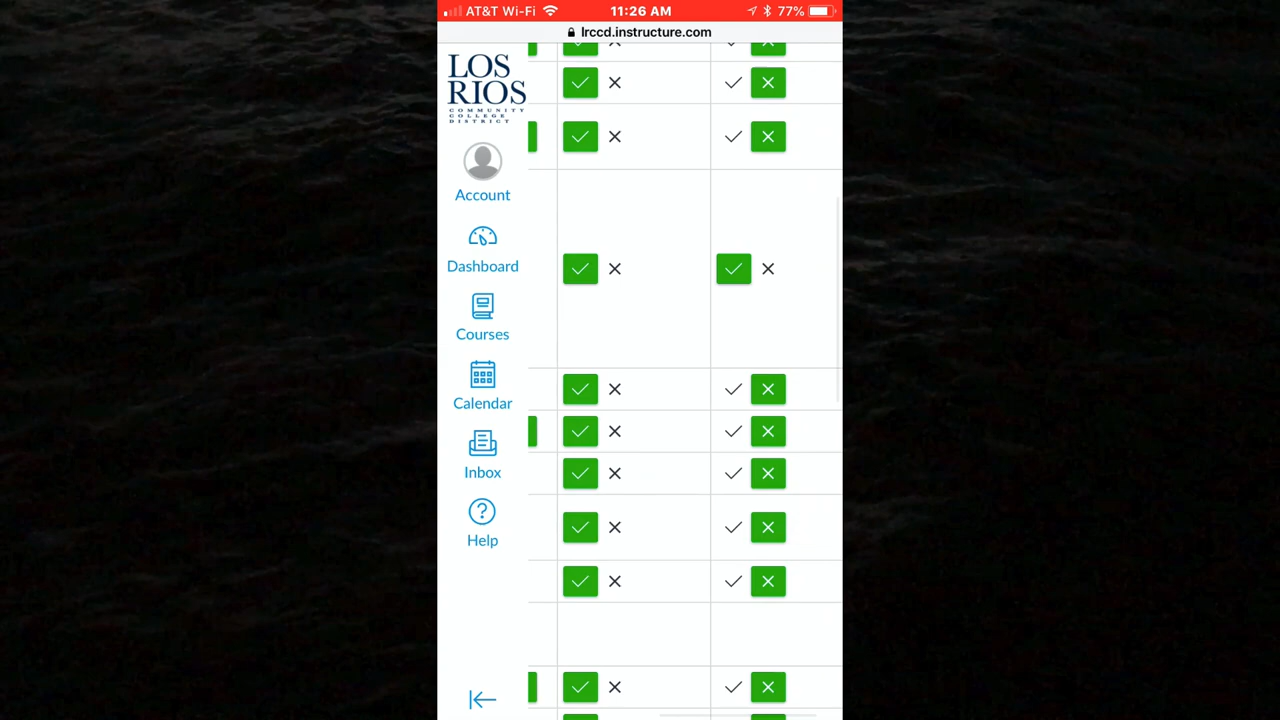 AT&T Wi-Fi 11:26 AM 77%
lrccd.instructure.com
LOS
RIOS
COMMUNITY
COLLEGE
DISTRICT
Account
Dashboard
Courses
Calendar
Inbox
Help